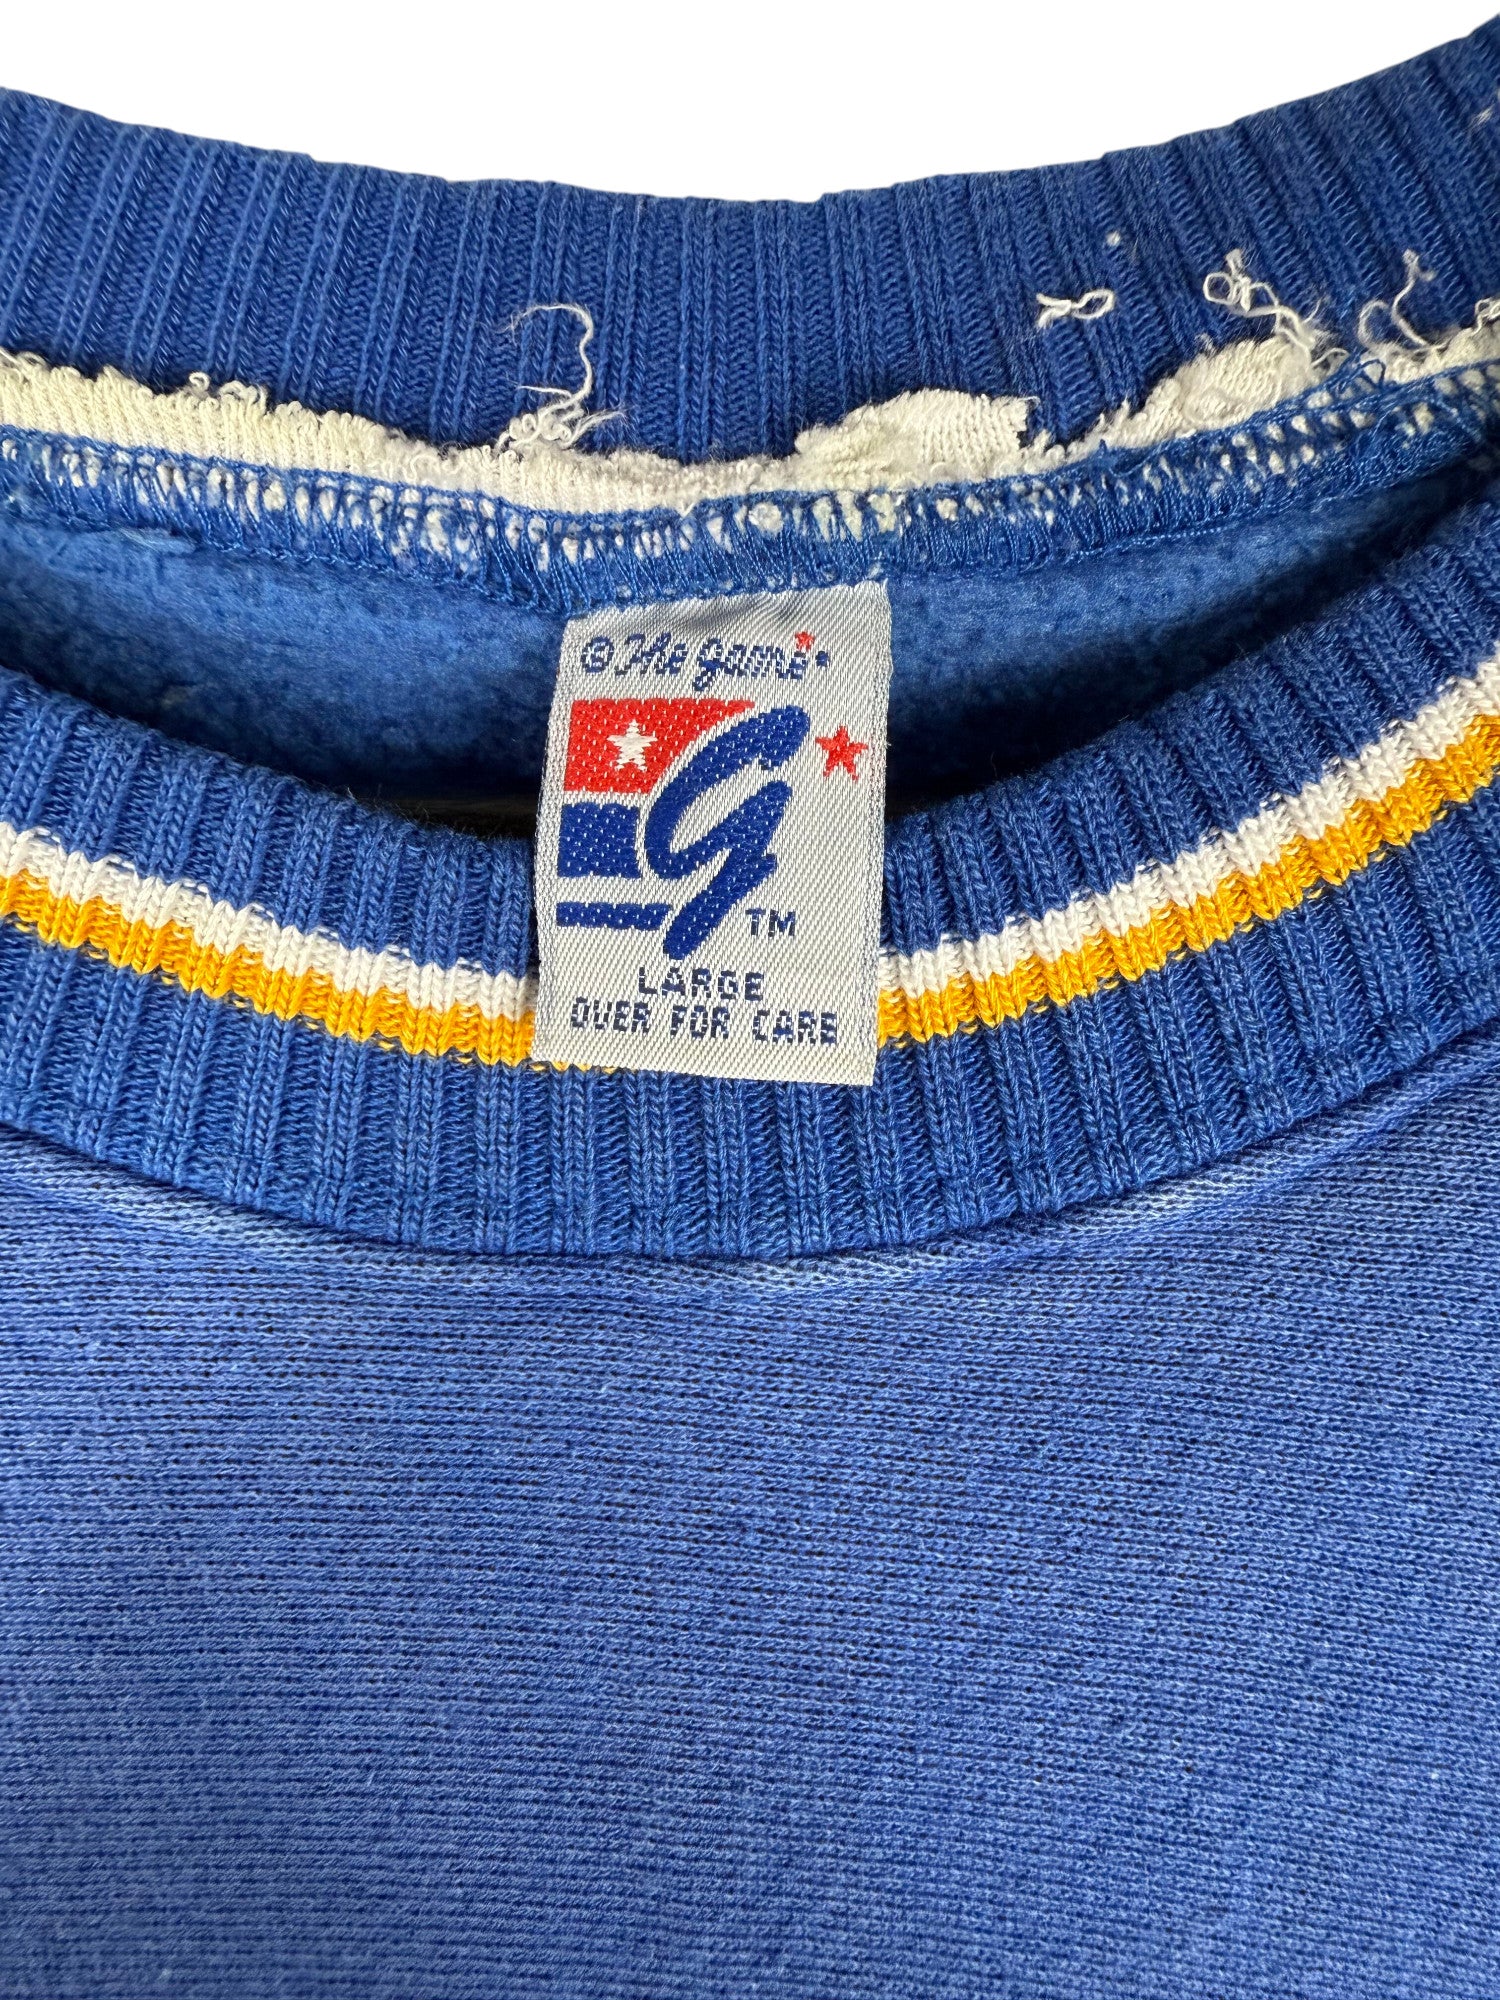 © The Game
G
TM
LARGE
OVER FOR CARE